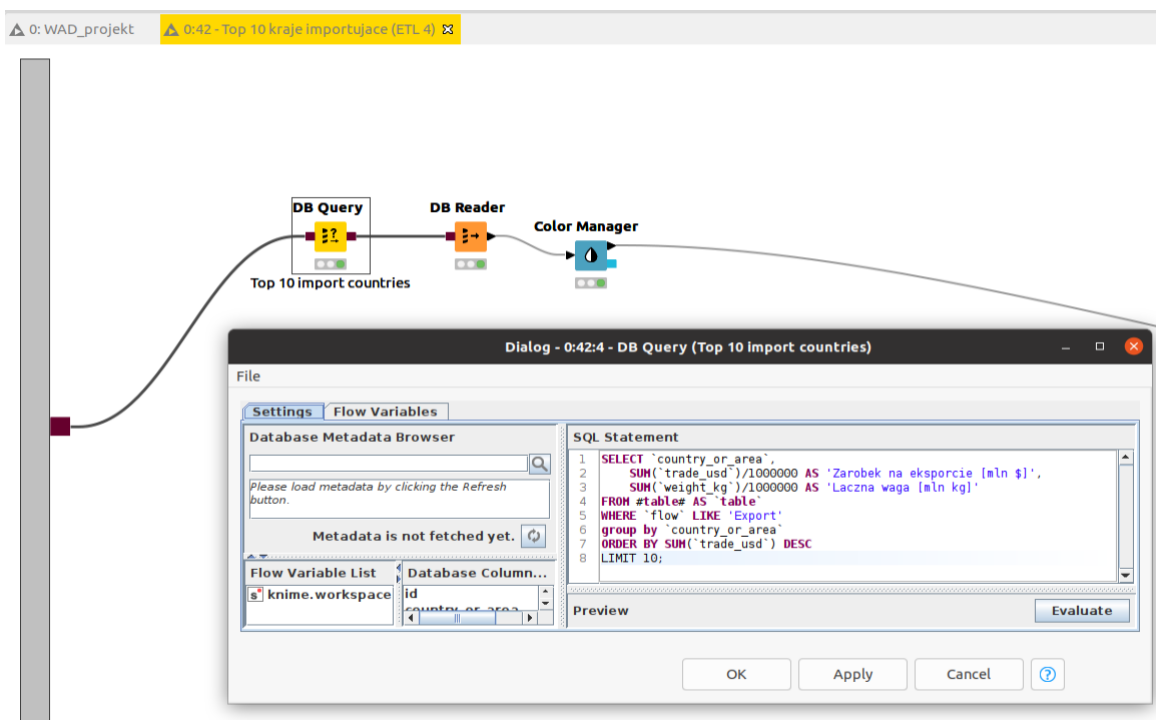 0: WAD_projekt
0:42 - Top 10 kraje importujace (ETL 4)
DB Query
DB Reader
Color Manager
Top 10 import countries
Dialog - 0:42:4 - DB Query (Top 10 import countries)
File
Settings
Flow Variables
Database Metadata Browser
Please load metadata by clicking the Refresh
button.
Metadata is not fetched yet.
Flow Variable List
s knime.workspace
Database Column...
id
country_or_area
SQL Statement
1 SELECT `country_or_area`,
2 SUM(`trade_usd`)/1000000 AS 'Zarobek na eksporcie [mln $]',
3 SUM(`weight_kg`)/1000000 AS 'Laczna waga [mln kg]'
4 FROM #table# AS `table`
5 WHERE `flow` LIKE 'Export'
6 group by `country_or_area`
7 ORDER BY SUM(`trade_usd`) DESC
8 LIMIT 10;
Preview
Evaluate
OK
Apply
Cancel
?